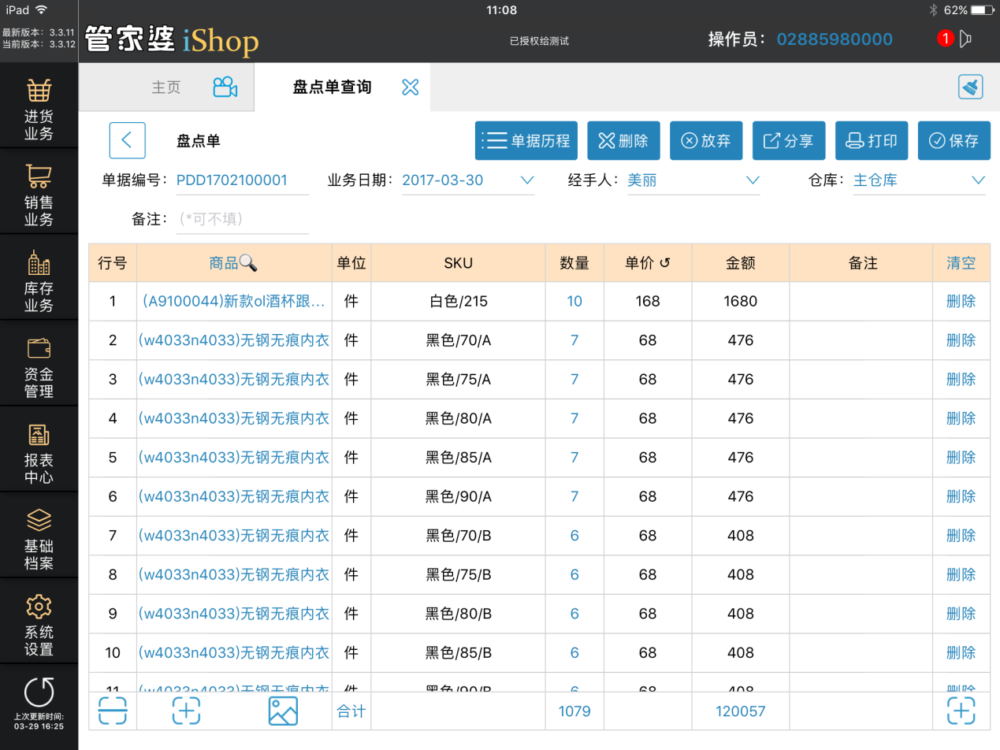 iPad 11:08 62%
最新版本：3.3.11
当前版本：3.3.12
管家婆 iShop
已授权给测试
操作员：02885980000
1
主页
盘点单查询
进货
业务
销售
业务
库存
业务
资金
管理
报表
中心
基础
档案
系统
设置
上次更新时间:
03-29 16:25
盘点单
单据历程 删除 放弃 分享 打印 保存
单据编号：PDD1702100001 业务日期：2017-03-30 经手人：美丽 仓库：主仓库
备注：(*可不填)
行号 商品 单位 SKU 数量 单价 ↺ 金额 备注 清空
1 (A9100044)新款ol酒杯跟... 件 白色/215 10 168 1680 删除
2 (w4033n4033)无钢无痕内衣 件 黑色/70/A 7 68 476 删除
3 (w4033n4033)无钢无痕内衣 件 黑色/75/A 7 68 476 删除
4 (w4033n4033)无钢无痕内衣 件 黑色/80/A 7 68 476 删除
5 (w4033n4033)无钢无痕内衣 件 黑色/85/A 7 68 476 删除
6 (w4033n4033)无钢无痕内衣 件 黑色/90/A 7 68 476 删除
7 (w4033n4033)无钢无痕内衣 件 黑色/70/B 6 68 408 删除
8 (w4033n4033)无钢无痕内衣 件 黑色/75/B 6 68 408 删除
9 (w4033n4033)无钢无痕内衣 件 黑色/80/B 6 68 408 删除
10 (w4033n4033)无钢无痕内衣 件 黑色/85/B 6 68 408 删除
11 (w4033n4033)无钢无痕内衣 件 黑色/90/B 6 68 408 删除
合计 1079 120057